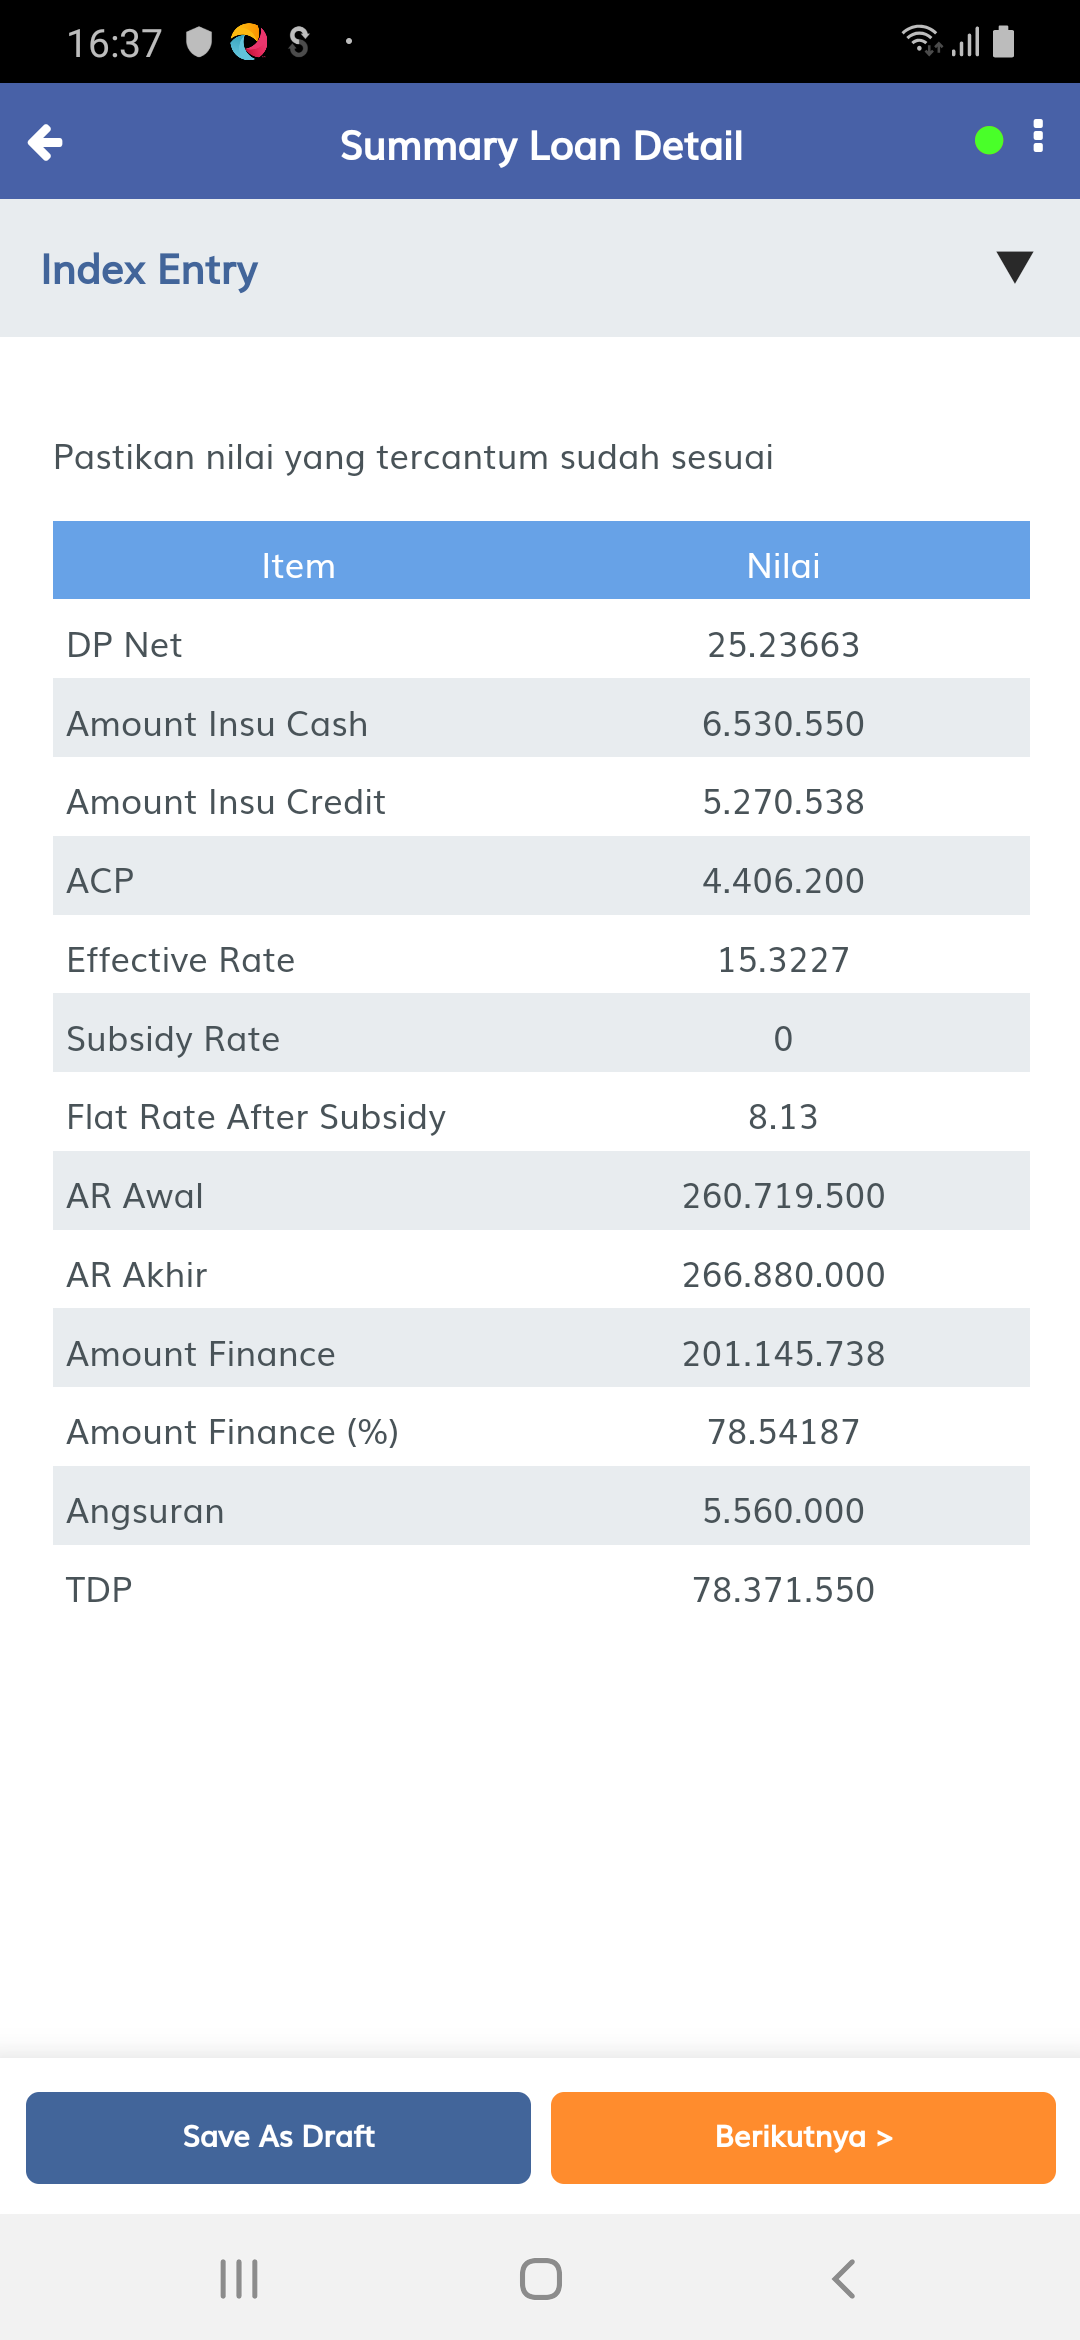 16:37
Summary Loan Detail
Index Entry
Pastikan nilai yang tercantum sudah sesuai
Item Nilai
DP Net 25.23663
Amount Insu Cash 6.530.550
Amount Insu Credit 5.270.538
ACP 4.406.200
Effective Rate 15.3227
Subsidy Rate 0
Flat Rate After Subsidy 8.13
AR Awal 260.719.500
AR Akhir 266.880.000
Amount Finance 201.145.738
Amount Finance (%) 78.54187
Angsuran 5.560.000
TDP 78.371.550
Save As Draft Berikutnya >